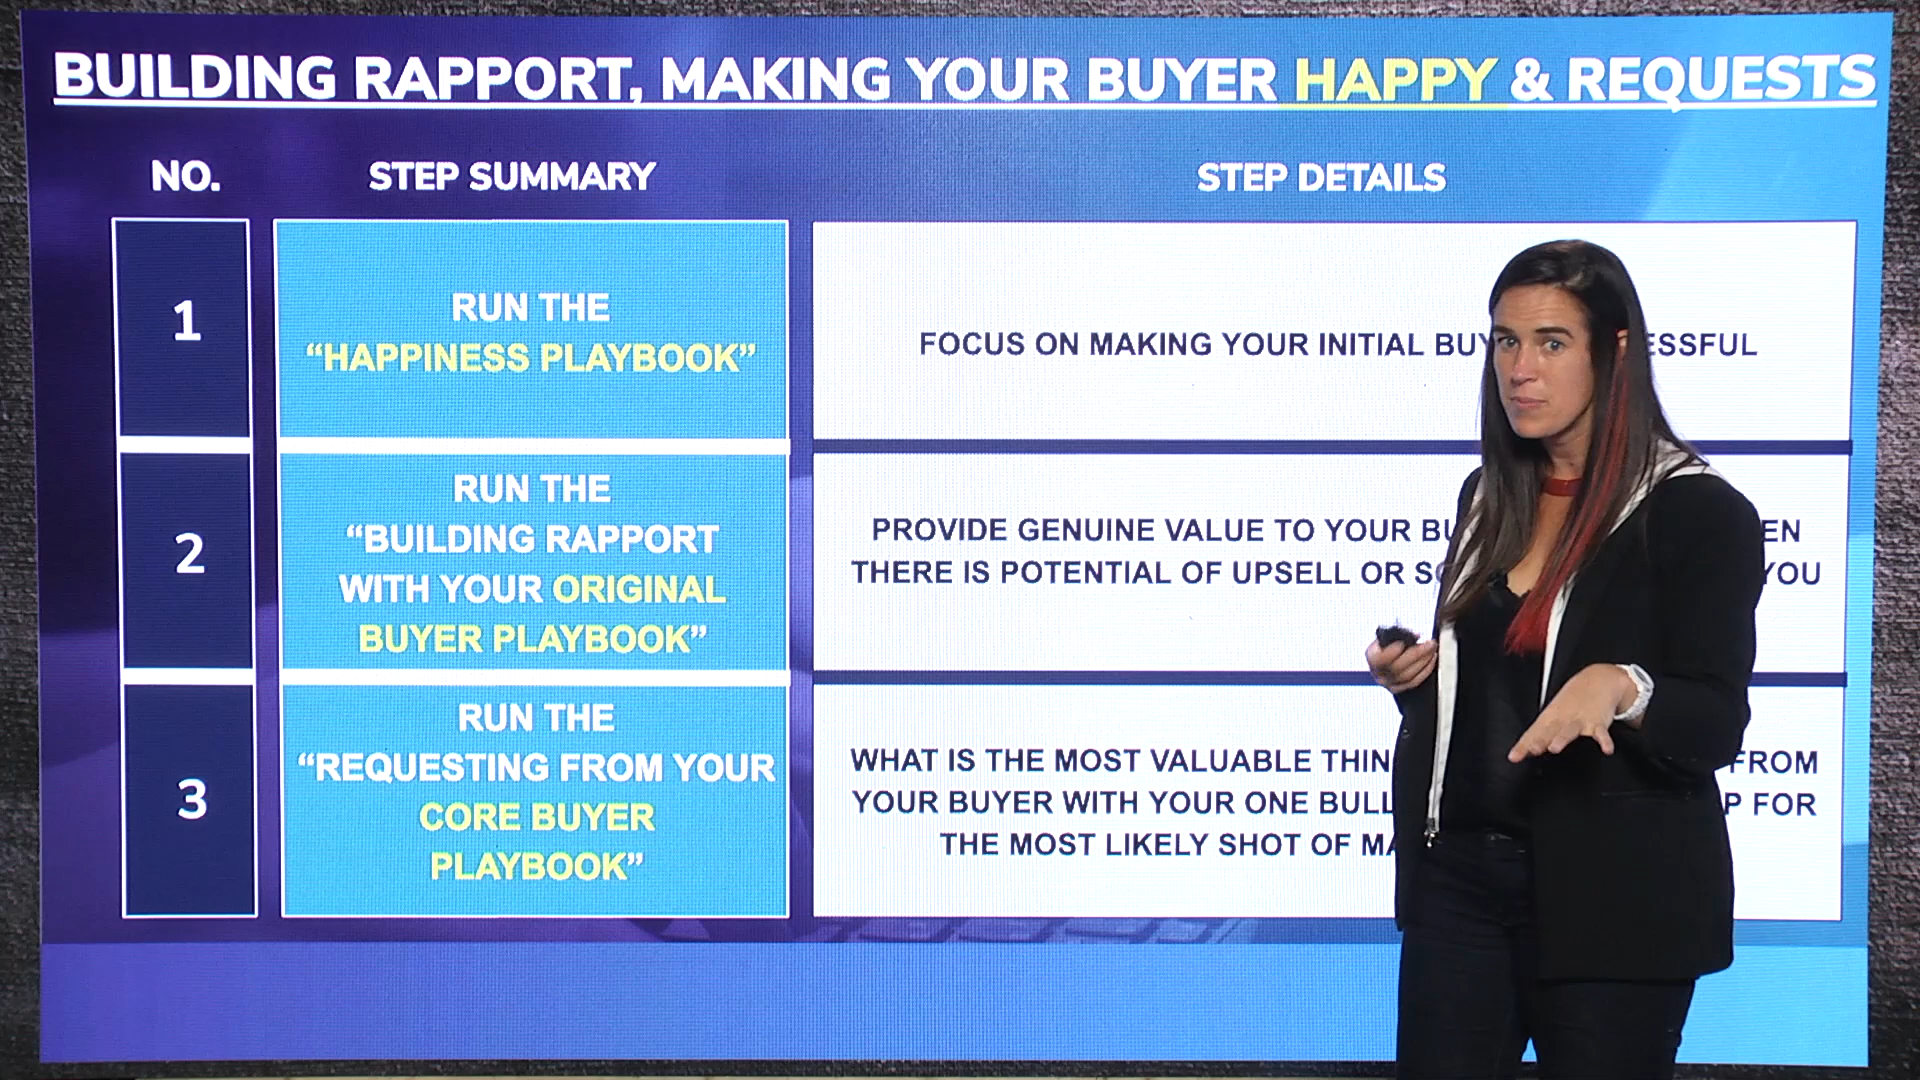 BUILDING RAPPORT, MAKING YOUR BUYER HAPPY & REQUESTS
NO. STEP SUMMARY STEP DETAILS
1
RUN THE
“HAPPINESS PLAYBOOK”
FOCUS ON MAKING YOUR INITIAL
2
RUN THE
“BUILDING RAPPORT
WITH YOUR ORIGINAL
BUYER PLAYBOOK”
PROVIDE GENUINE VALUE TO YOUR
THERE IS POTENTIAL OF UPSELL OR YOU
3
RUN THE
“REQUESTING FROM YOUR
CORE BUYER
PLAYBOOK”
WHAT IS THE MOST VALUABLE FROM
YOUR BUYER WITH YOUR ONE FOR
THE MOST LIKELY SHOT OF